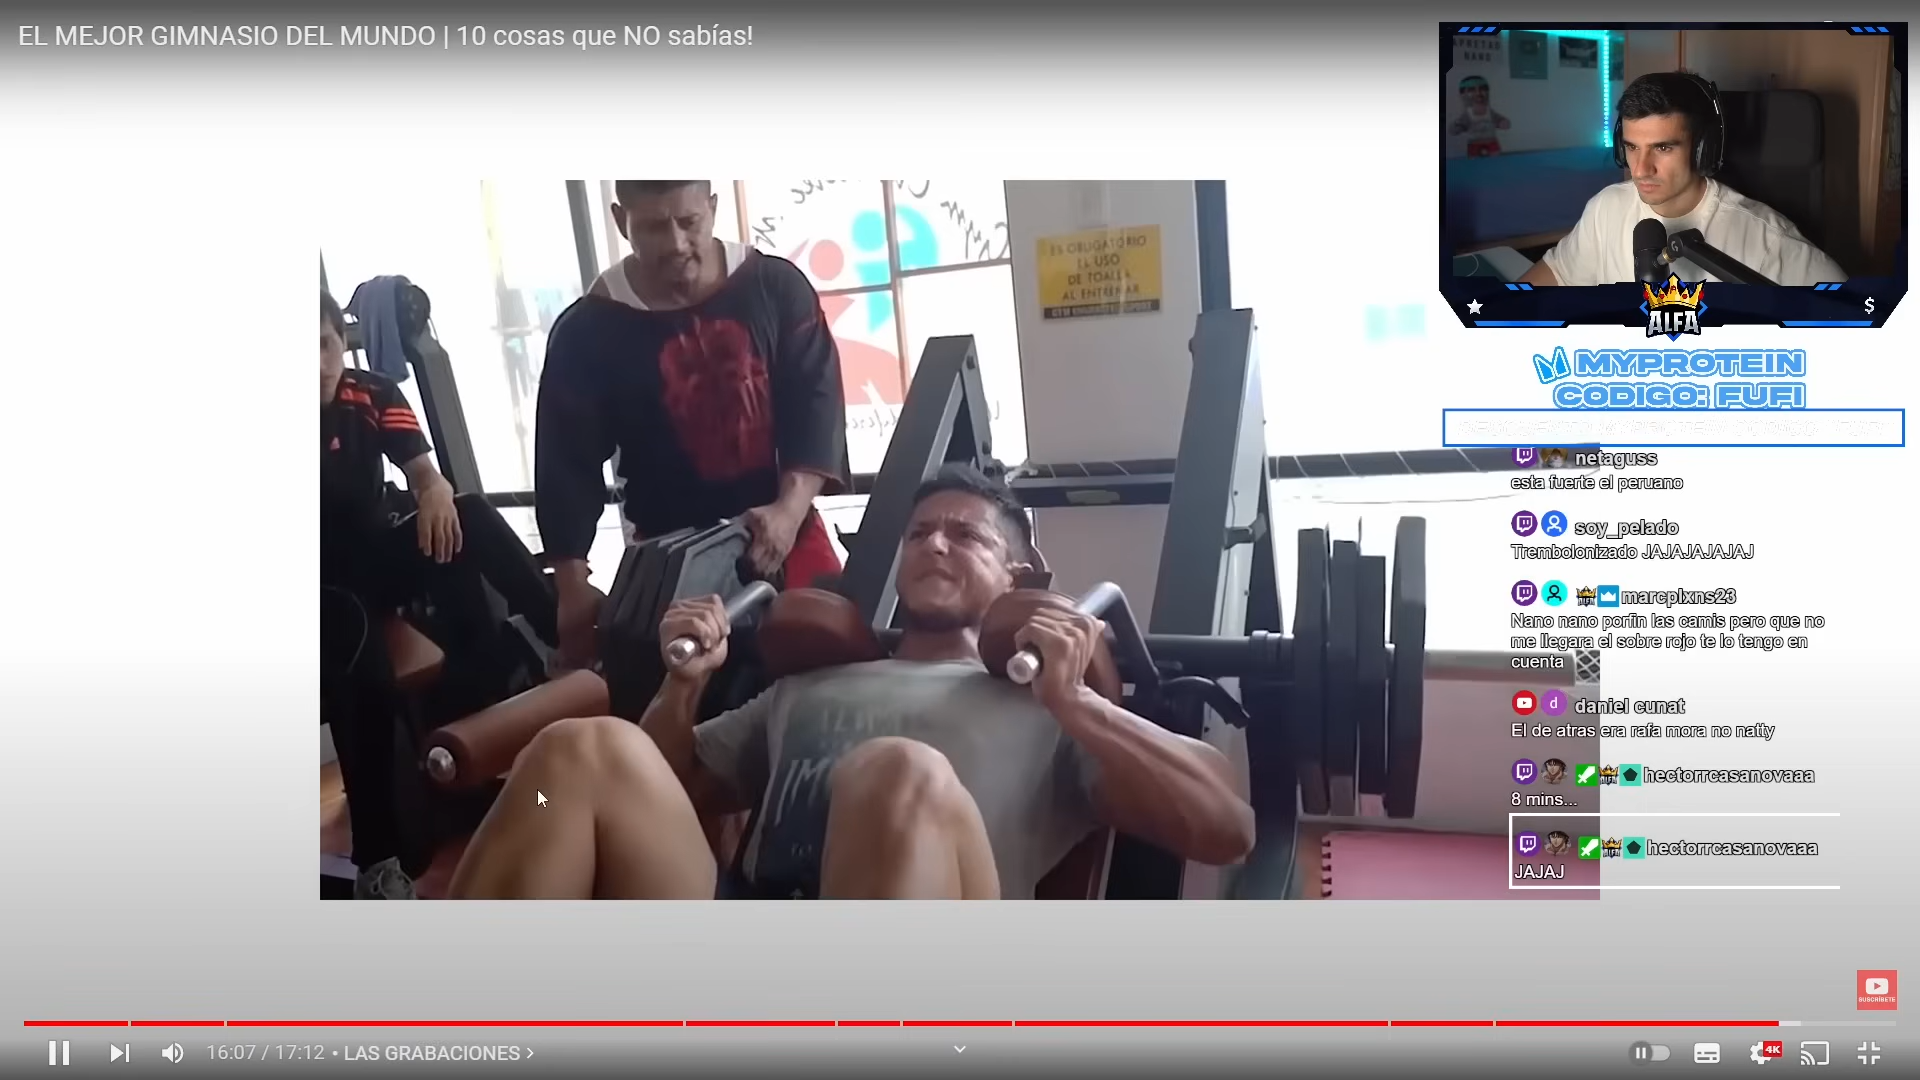 EL MEJOR GIMNASIO DEL MUNDO | 10 cosas que NO sabías!
ES OBLIGATORIO
EL USO
DE TOALLA
AL ENTRENAR
ALFA
$
MYPROTEIN
CODIGO: FUFI
netaguss
esta fuerte el peruano
soy_pelado
Trembolonizado JAJAJAJAJAJ
marcplxns23
Nano nano porfin las camis pero que no
me llegara el sobre rojo te lo tengo en
cuenta
d
daniel cunat
El de atras era rafa mora no natty
hectorrcasanovaaa
8 mins...
hectorrcasanovaaa
JAJAJ
SUSCRÍBETE
16:07 / 17:12 • LAS GRABACIONES >
4K